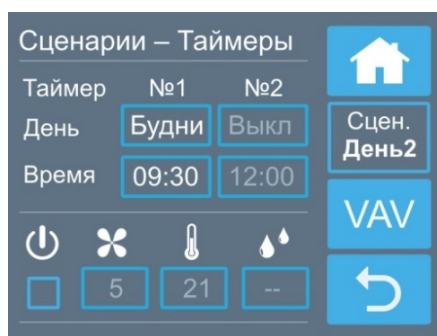 Сценарии – Таймеры
Таймер №1 №2
День Будни Выкл
Время 09:30 12:00
5 21 --
Сцен.
День2
VAV